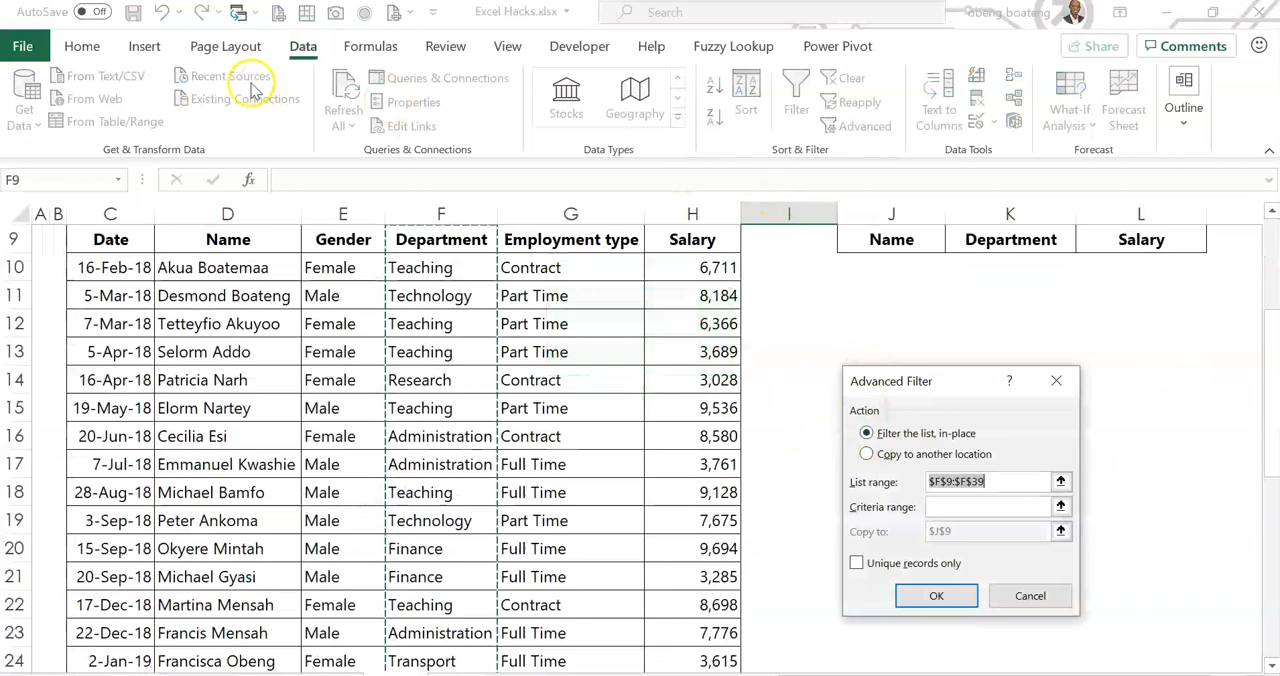 AutoSave Off Excel Hacks.xlsx Search obeng boateng
File Home Insert Page Layout Data Formulas Review View Developer Help Fuzzy Lookup Power Pivot Share Comments
Get Data From Text/CSV Recent Sources Refresh All Queries & Connections Stocks Geography Sort Filter Clear Text to Columns What-If Analysis Forecast Sheet Outline
From Web Existing Connections Properties Reapply
From Table/Range Edit Links Advanced
Get & Transform Data Queries & Connections Data Types Sort & Filter Data Tools Forecast
F9 fx
A B C D E F G H I J K L
9 Date Name Gender Department Employment type Salary Name Department Salary
10 16-Feb-18 Akua Boatemaa Female Teaching Contract 6,711
11 5-Mar-18 Desmond Boateng Male Technology Part Time 8,184
12 7-Mar-18 Tetteyfio Akuyoo Female Teaching Part Time 6,366
13 5-Apr-18 Selorm Addo Female Teaching Part Time 3,689
14 16-Apr-18 Patricia Narh Female Research Contract 3,028
15 19-May-18 Elorm Nartey Male Teaching Part Time 9,536
16 20-Jun-18 Cecilia Esi Female Administration Contract 8,580
17 7-Jul-18 Emmanuel Kwashie Male Administration Full Time 3,761
18 28-Aug-18 Michael Bamfo Male Teaching Full Time 9,128
19 3-Sep-18 Peter Ankoma Male Technology Part Time 7,675
20 15-Sep-18 Okyere Mintah Male Finance Full Time 9,694
21 20-Sep-18 Michael Gyasi Male Finance Full Time 3,285
22 17-Dec-18 Martina Mensah Female Teaching Contract 8,698
23 22-Dec-18 Francis Mensah Male Administration Full Time 7,776
24 2-Jan-19 Francisca Obeng Female Transport Full Time 3,615
Advanced Filter ?
Action
Filter the list, in-place
Copy to another location
List range: $F$9:$F$39
Criteria range:
Copy to: $J$9
Unique records only
OK Cancel